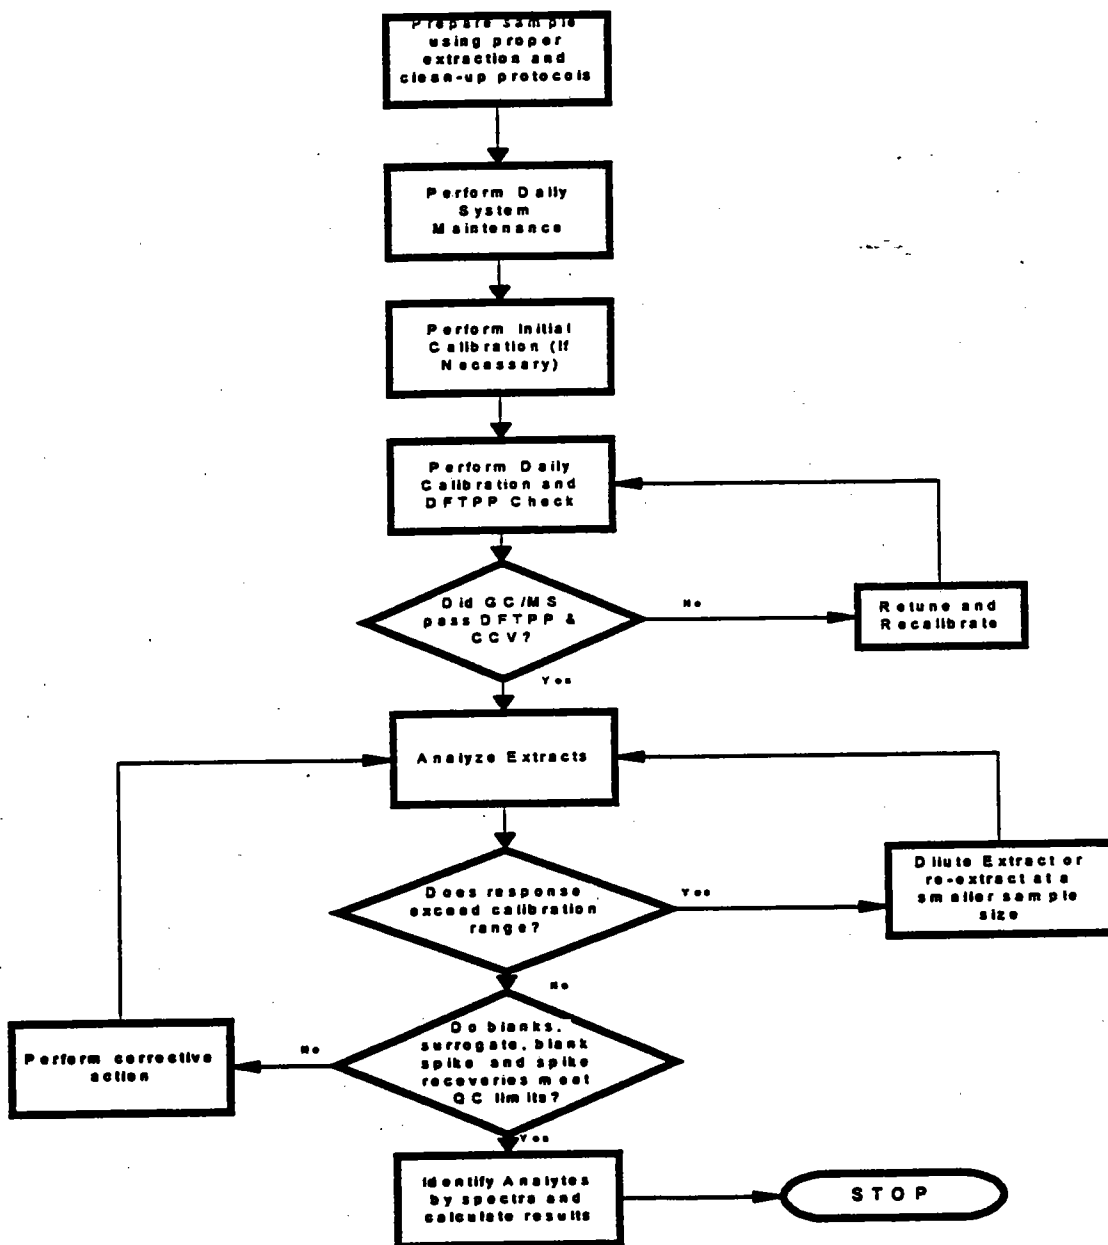 Prepare sample
using proper
extraction and
clean-up protocols
Perform Daily
System
Maintenance
Perform Initial
Calibration (If
Necessary)
Perform Daily
Calibration and
DFTPP Check
Did GC/MS
pass DFTPP &
CCV?
No
Retune and
Recalibrate
Yes
Analyze Extracts
Does response
exceed calibration
range?
Yes
Dilute Extract or
re-extract at a
smaller sample
size
No
Do blanks,
surrogate, blank
spike and spike
recoveries meet
QC limits?
No
Perform corrective
action
Yes
Identify Analytes
by spectra and
calculate results
STOP